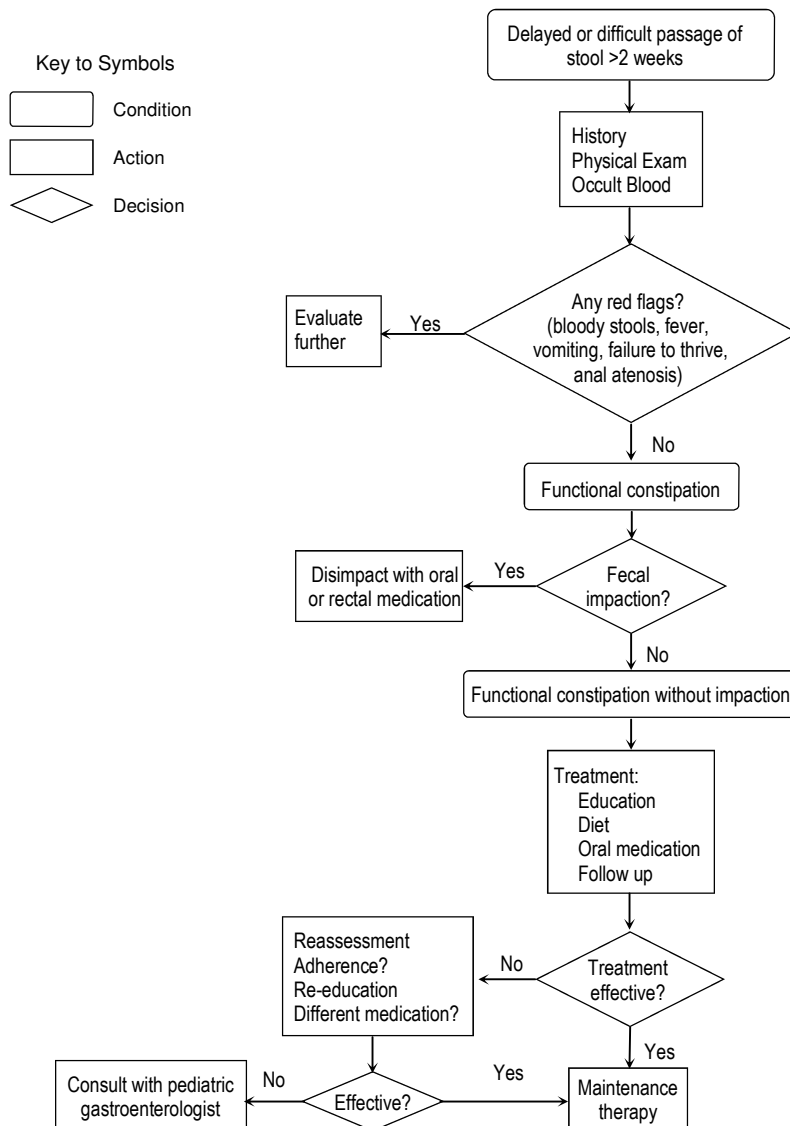 Key to Symbols
Condition
Action
Decision
Delayed or difficult passage of
stool >2 weeks
History
Physical Exam
Occult Blood
Any red flags?
(bloody stools, fever,
vomiting, failure to thrive,
anal atenosis)
Yes
Evaluate
further
No
Functional constipation
Fecal
impaction?
Yes
Disimpact with oral
or rectal medication
No
Functional constipation without impaction
Treatment:
Education
Diet
Oral medication
Follow up
Treatment
effective?
No
Reassessment
Adherence?
Re-education
Different medication?
Yes
Effective?
No
Consult with pediatric
gastroenterologist
Yes
Maintenance
therapy